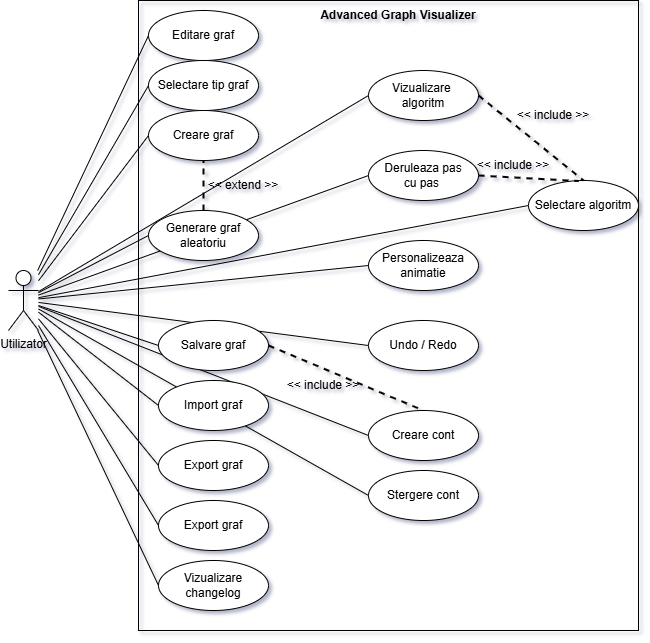 Advanced Graph Visualizer
Editare graf
Selectare tip graf
Creare graf
<< extend >>
Generare graf
aleatoriu
Vizualizare
algoritm
<< include >>
Deruleaza pas
cu pas
<< include >>
Selectare algoritm
Personalizeaza
animatie
Utilizator
Salvare graf
Undo / Redo
<< include >>
Import graf
Creare cont
Export graf
Stergere cont
Export graf
Vizualizare
changelog